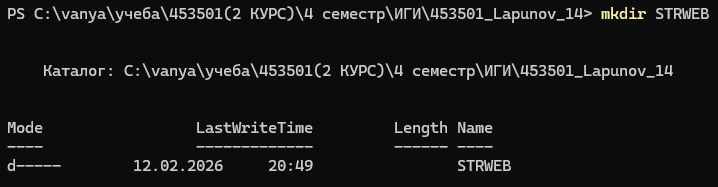 PS C:\vanya\учеба\453501(2 КУРС)\4 семестр\ИГИ\453501_Lapunov_14> mkdir STRWEB
Каталог: C:\vanya\учеба\453501(2 КУРС)\4 семестр\ИГИ\453501_Lapunov_14
Mode LastWriteTime Length Name
---- ------------- ------ ----
d----- 12.02.2026 20:49 STRWEB